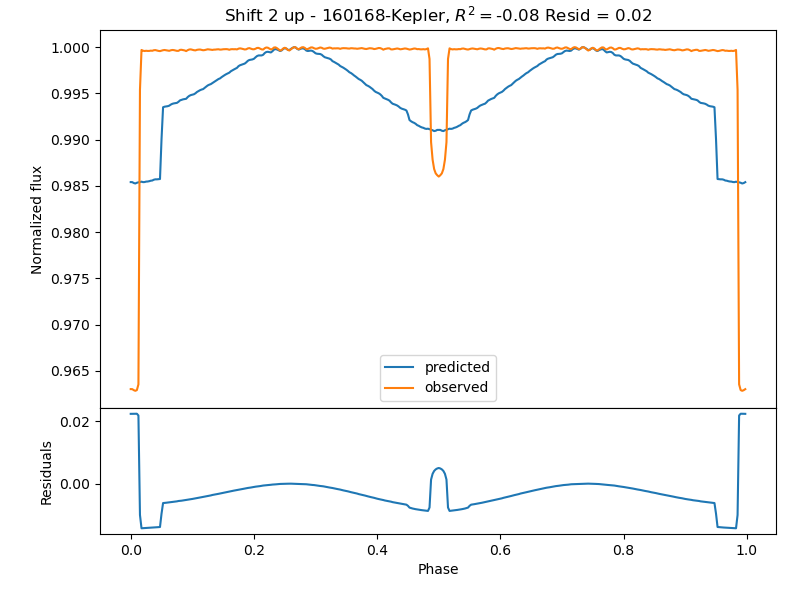 Shift 2 up - 160168-Kepler, R² = -0.08 Resid = 0.02
1.000
0.995
0.990
0.985
0.980
0.975
0.970
0.965
Normalized flux
predicted
observed
0.02
0.00
Residuals
0.0 0.2 0.4 0.6 0.8 1.0
Phase